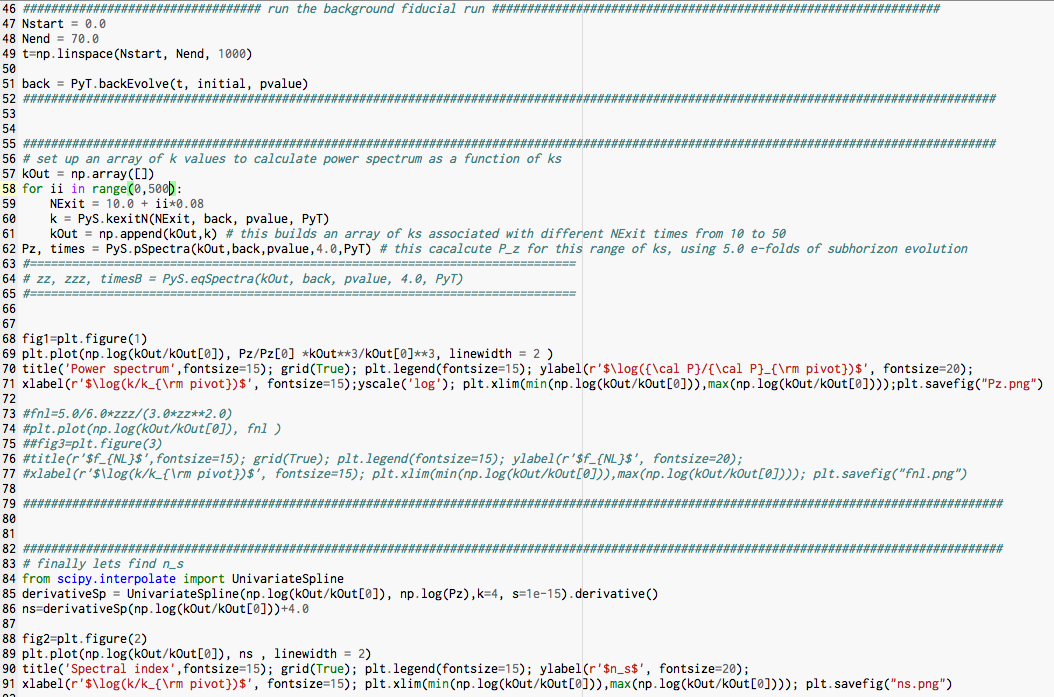 46 ################################## run the background fiducial run ################################################################
47 Nstart = 0.0
48 Nend = 70.0
49 t=np.linspace(Nstart, Nend, 1000)
50
51 back = PyT.backEvolve(t, initial, pvalue)
52 ###########################################################################################################################################
53
54
55 ###########################################################################################################################################
56 # set up an array of k values to calculate power spectrum as a function of ks
57 kOut = np.array([])
58 for ii in range(0,500):
59     NExit = 10.0 + ii*0.08
60     k = PyS.kexitN(NExit, back, pvalue, PyT)
61     kOut = np.append(kOut,k) # this builds an array of ks associated with different NExit times from 10 to 50
62 Pz, times = PyS.pSpectra(kOut,back,pvalue,4.0,PyT) # this cacalcute P_z for this range of ks, using 5.0 e-folds of subhorizon evolution
63 #==============================================================================
64 # zz, zzz, timesB = PyS.eqSpectra(kOut, back, pvalue, 4.0, PyT)
65 #==============================================================================
66
67
68 fig1=plt.figure(1)
69 plt.plot(np.log(kOut/kOut[0]), Pz/Pz[0] *kOut**3/kOut[0]**3, linewidth = 2 )
70 title('Power spectrum',fontsize=15); grid(True); plt.legend(fontsize=15); ylabel(r'$\log({\cal P}/{\cal P}_{\rm pivot})$', fontsize=20);
71 xlabel(r'$\log(k/k_{\rm pivot})$', fontsize=15);yscale('log'); plt.xlim(min(np.log(kOut/kOut[0])),max(np.log(kOut/kOut[0])));plt.savefig("Pz.png")
72
73 #fnl=5.0/6.0*zzz/(3.0*zz**2.0)
74 #plt.plot(np.log(kOut/kOut[0]), fnl )
75 ##fig3=plt.figure(3)
76 #title(r'$f_{NL}$',fontsize=15); grid(True); plt.legend(fontsize=15); ylabel(r'$f_{NL}$', fontsize=20);
77 #xlabel(r'$\log(k/k_{\rm pivot})$', fontsize=15); plt.xlim(min(np.log(kOut/kOut[0])),max(np.log(kOut/kOut[0]))); plt.savefig("fnl.png")
78
79 ############################################################################################################################################
80
81
82 ############################################################################################################################################
83 # finally lets find n_s
84 from scipy.interpolate import UnivariateSpline
85 derivativeSp = UnivariateSpline(np.log(kOut/kOut[0]), np.log(Pz),k=4, s=1e-15).derivative()
86 ns=derivativeSp(np.log(kOut/kOut[0]))+4.0
87
88 fig2=plt.figure(2)
89 plt.plot(np.log(kOut/kOut[0]), ns , linewidth = 2)
90 title('Spectral index',fontsize=15); grid(True); plt.legend(fontsize=15); ylabel(r'$n_s$', fontsize=20);
91 xlabel(r'$\log(k/k_{\rm pivot})$', fontsize=15); plt.xlim(min(np.log(kOut/kOut[0])),max(np.log(kOut/kOut[0]))); plt.savefig("ns.png")